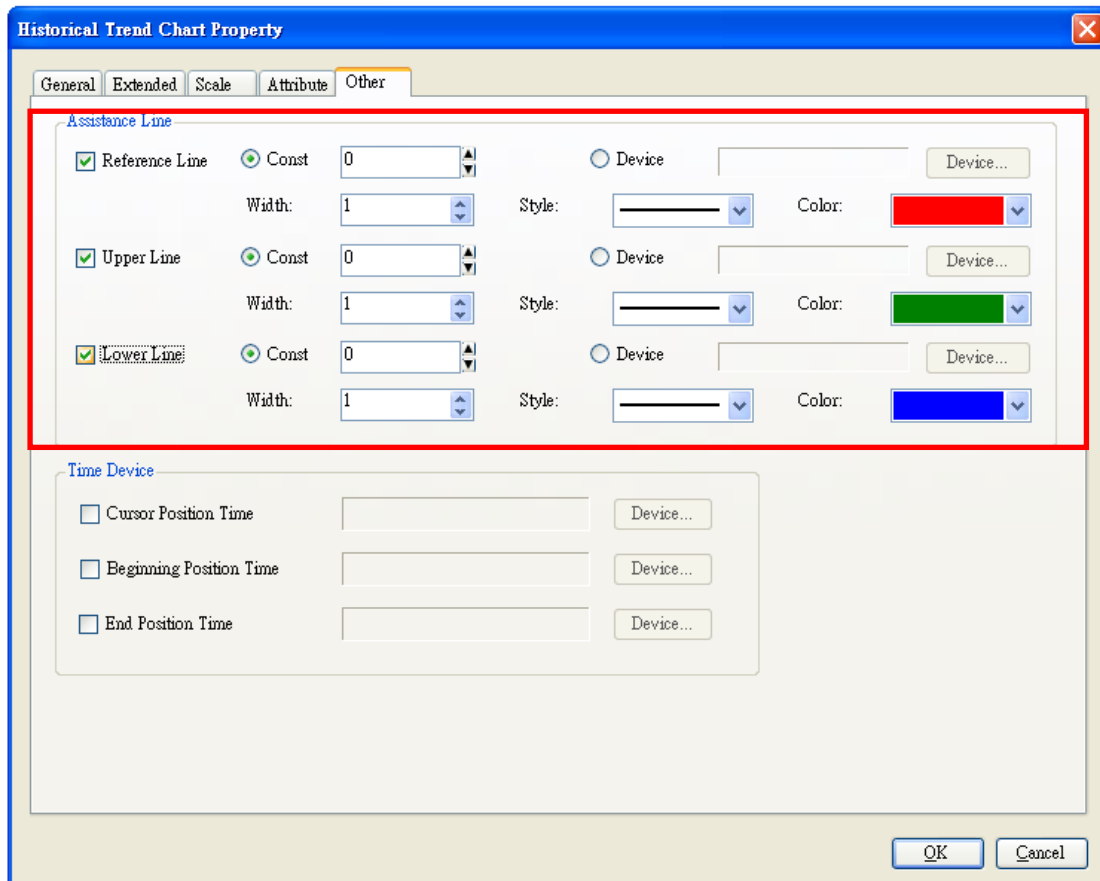 Historical Trend Chart Property
General Extended Scale Attribute Other
Assistance Line
Reference Line Const 0 Device Device...
Width: 1 Style: Color:
Upper Line Const 0 Device Device...
Width: 1 Style: Color:
Lower Line Const 0 Device Device...
Width: 1 Style: Color:
Time Device
Cursor Position Time Device...
Beginning Position Time Device...
End Position Time Device...
OK Cancel